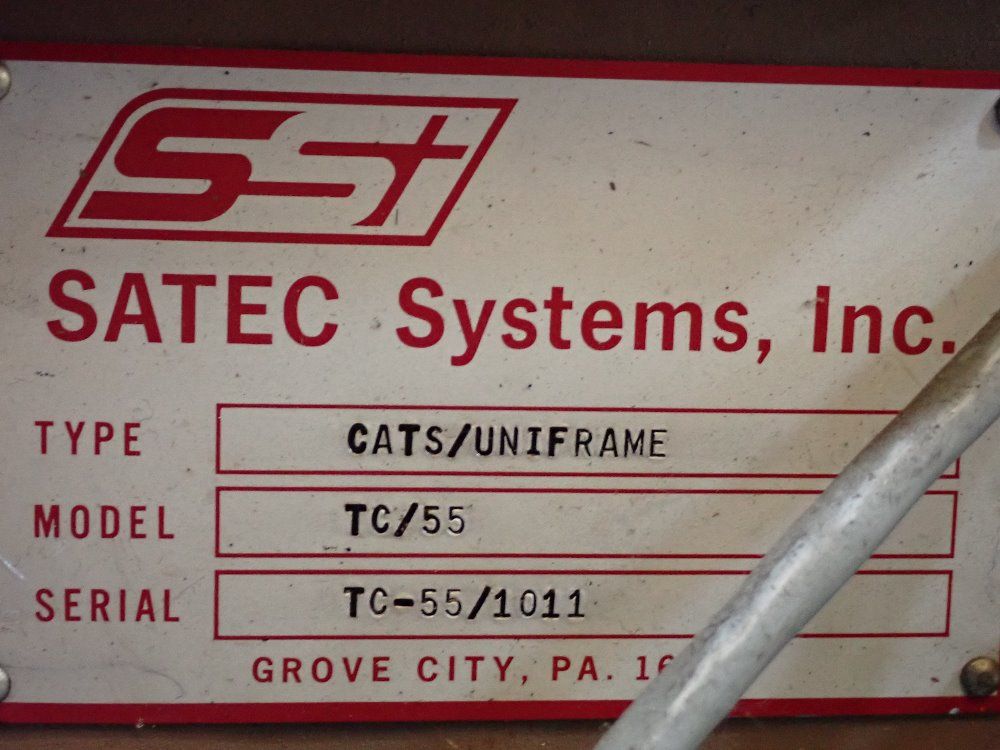 SSt
SATEC Systems, Inc.
TYPE CATS/UNIFRAME
MODEL TC/55
SERIAL TC-55/1011
GROVE CITY, PA.